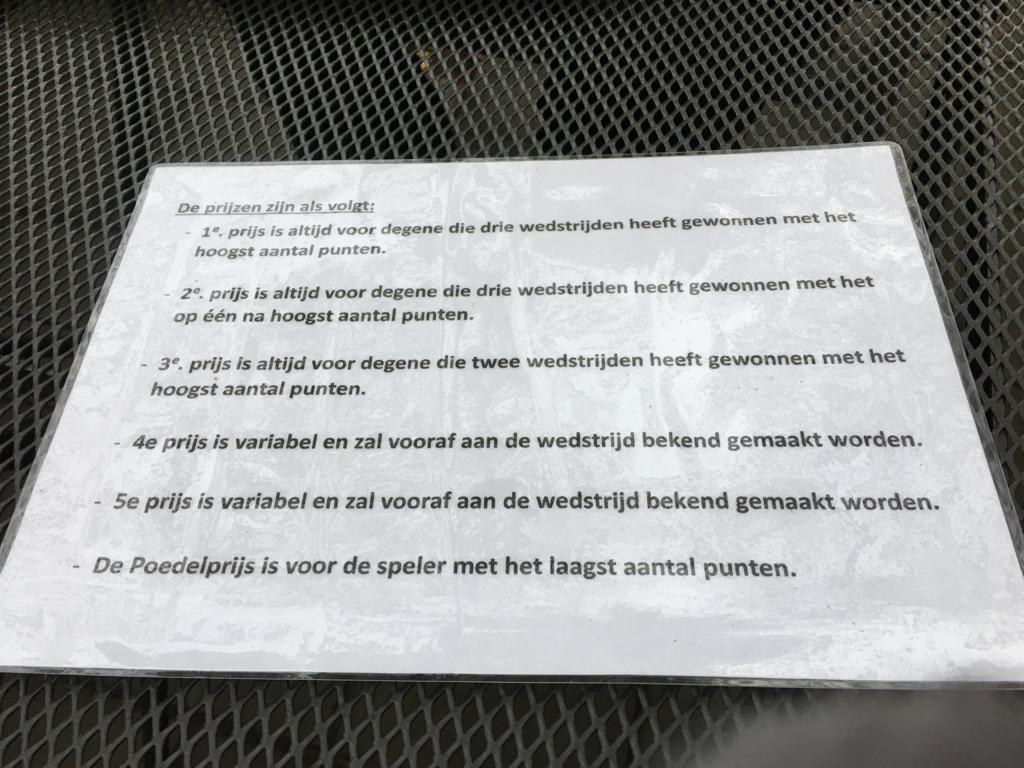 De prijzen zijn als volgt:
- 1e. prijs is altijd voor degene die drie wedstrijden heeft gewonnen met het
hoogst aantal punten.
- 2e. prijs is altijd voor degene die drie wedstrijden heeft gewonnen met het
op één na hoogst aantal punten.
- 3e. prijs is altijd voor degene die twee wedstrijden heeft gewonnen met het
hoogst aantal punten.
- 4e prijs is variabel en zal vooraf aan de wedstrijd bekend gemaakt worden.
- 5e prijs is variabel en zal vooraf aan de wedstrijd bekend gemaakt worden.
- De Poedelprijs is voor de speler met het laagst aantal punten.